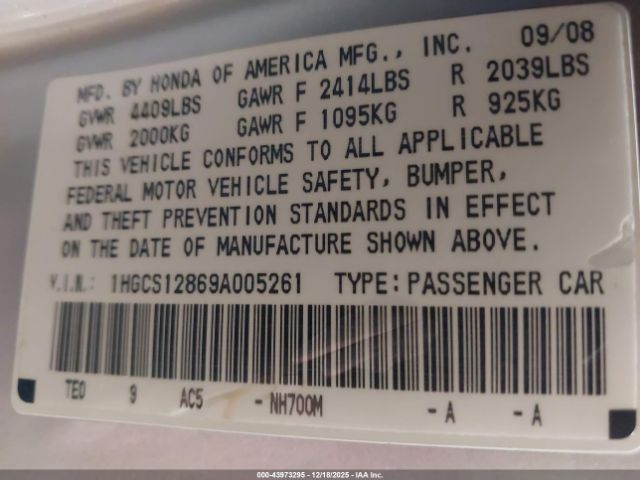 MFD. BY HONDA OF AMERICA MFG., INC. 09/08
GVWR 4409LBS GAWR F 2414LBS R 2039LBS
GVWR 2000KG GAWR F 1095KG R 925KG
THIS VEHICLE CONFORMS TO ALL APPLICABLE
FEDERAL MOTOR VEHICLE SAFETY, BUMPER,
AND THEFT PREVENTION STANDARDS IN EFFECT
ON THE DATE OF MANUFACTURE SHOWN ABOVE.
V.I.N.: 1HGCS12869A005261 TYPE: PASSENGER CAR
TE0 9 AC5 - NH700M - A - A
000-43973295 - 12/18/2025 - IAA Inc.